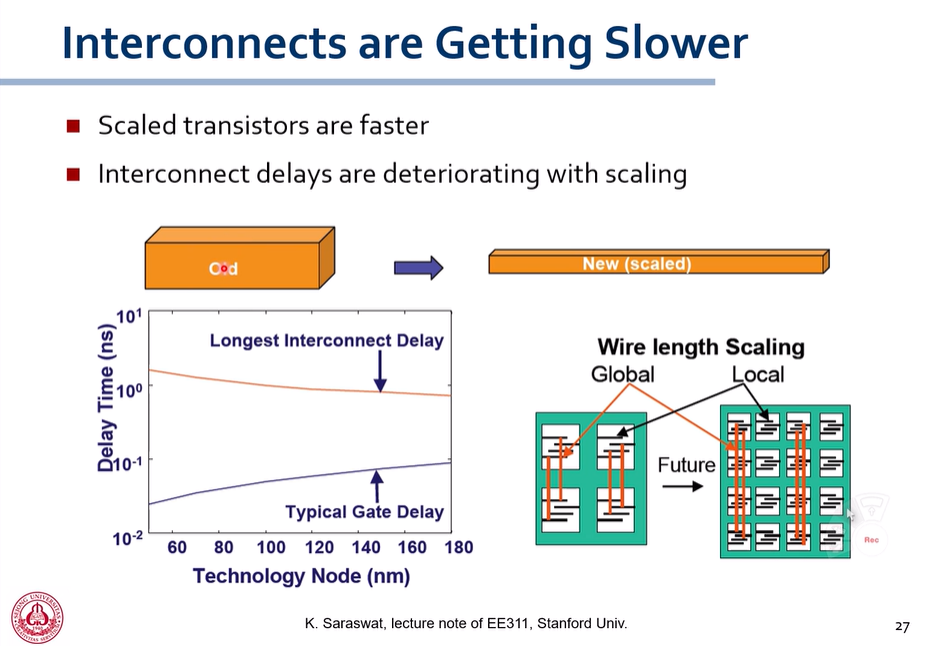 Interconnects are Getting Slower
Scaled transistors are faster
Interconnect delays are deteriorating with scaling
New (scaled)
Delay Time (ns)
10¹
10⁰
10⁻¹
10⁻²
Longest Interconnect Delay
Typical Gate Delay
60 80 100 120 140 160 180
Technology Node (nm)
Wire length Scaling
Global Local
Future
Rec
K. Saraswat, lecture note of EE311, Stanford Univ.
27